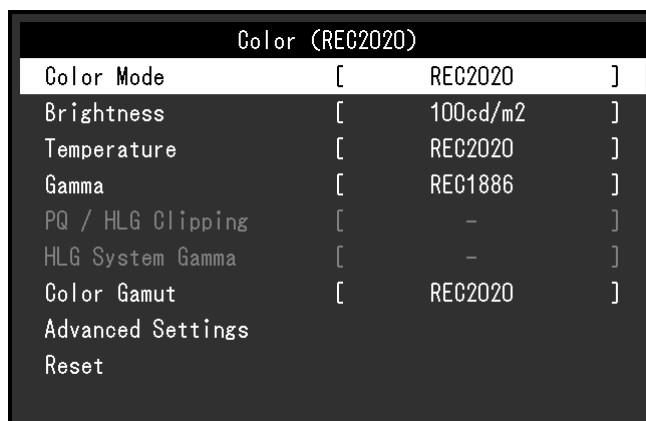 Color (REC2020)
Color Mode [ REC2020 ]
Brightness [ 100cd/m2 ]
Temperature [ REC2020 ]
Gamma [ REC1886 ]
PQ / HLG Clipping [ - ]
HLG System Gamma [ - ]
Color Gamut [ REC2020 ]
Advanced Settings
Reset